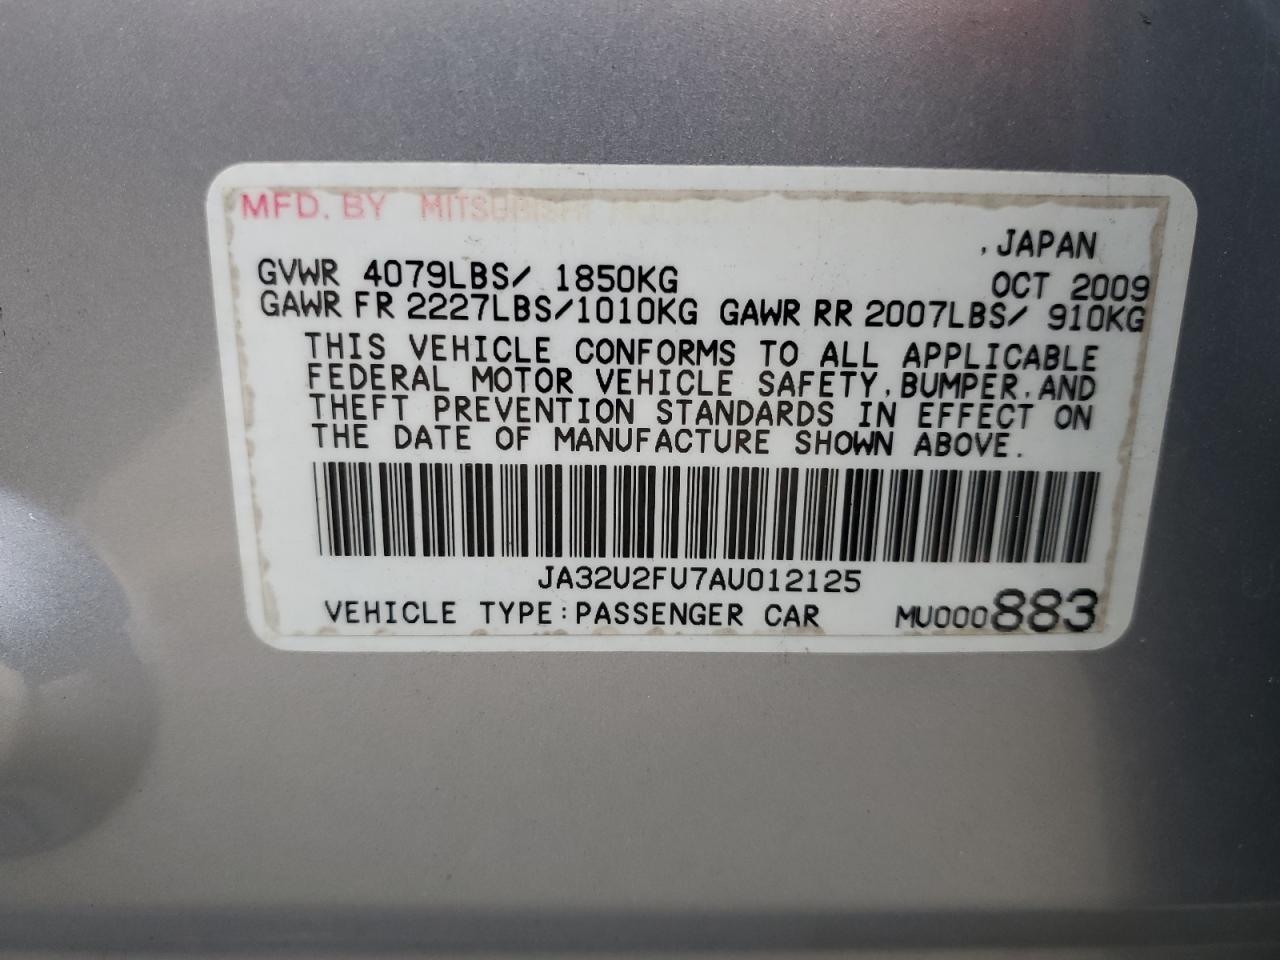 MFD. BY MITSUBISHI
,JAPAN
GVWR 4079LBS/ 1850KG OCT 2009
GAWR FR 2227LBS/1010KG GAWR RR 2007LBS/ 910KG
THIS VEHICLE CONFORMS TO ALL APPLICABLE
FEDERAL MOTOR VEHICLE SAFETY,BUMPER,AND
THEFT PREVENTION STANDARDS IN EFFECT ON
THE DATE OF MANUFACTURE SHOWN ABOVE.
JA32U2FU7AU012125
VEHICLE TYPE:PASSENGER CAR MU000883